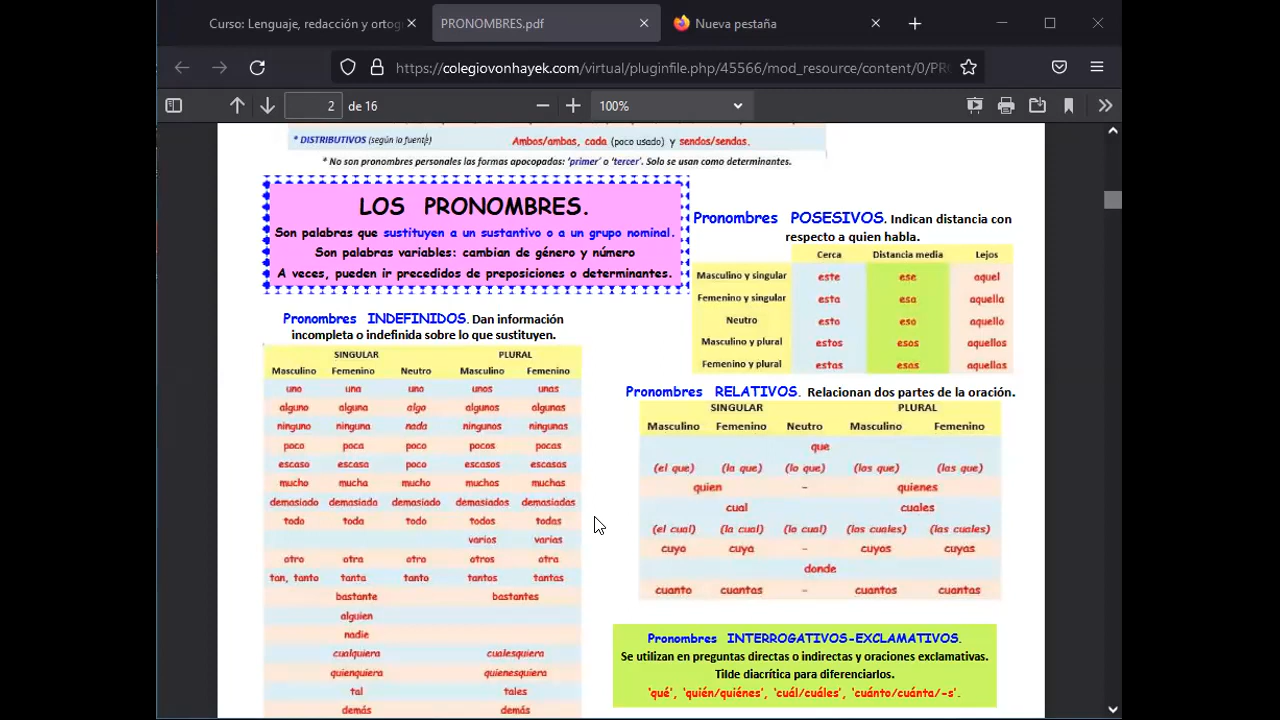 Curso: Lenguaje, redacción y ortog
PRONOMBRES.pdf
Nueva pestaña
https://colegiovonhayek.com/virtual/pluginfile.php/45566/mod_resource/content/0/PR
2 de 16
100%
* DISTRIBUTIVOS (según la fuente) Ambos/ambas, cada (poco usado) y sendos/sendas.
* No son pronombres personales las formas apocopadas: 'primer' o 'tercer'. Solo se usan como determinantes.
LOS PRONOMBRES.
Son palabras que sustituyen a un sustantivo o a un grupo nominal.
Son palabras variables: cambian de género y número
A veces, pueden ir precedidos de preposiciones o determinantes.
Pronombres INDEFINIDOS. Dan información
incompleta o indefinida sobre lo que sustituyen.
SINGULAR PLURAL
Masculino Femenino Neutro Masculino Femenino
uno una uno unos unas
alguno alguna algo algunos algunas
ninguno ninguna nada ningunos ningunas
poco poca poco pocos pocas
escaso escasa poco escasos escasas
mucho mucha mucho muchos muchas
demasiado demasiada demasiado demasiados demasiadas
todo toda todo todos todas
varios varias
otro otra otro otros otra
tan, tanto tanta tanto tantos tantas
bastante bastantes
alguien
nadie
cualquiera cualesquiera
quienquiera quienesquiera
tal tales
demás demás
Pronombres POSESIVOS. Indican distancia con
respecto a quien habla.
Cerca Distancia media Lejos
Masculino y singular este ese aquel
Femenino y singular esta esa aquella
Neutro esto eso aquello
Masculino y plural estos esos aquellos
Femenino y plural estas esas aquellas
Pronombres RELATIVOS. Relacionan dos partes de la oración.
SINGULAR PLURAL
Masculino Femenino Neutro Masculino Femenino
que
(el que) (la que) (lo que) (los que) (las que)
quien - quienes
cual cuales
(el cual) (la cual) (lo cual) (los cuales) (las cuales)
cuyo cuya - cuyos cuyas
donde
cuanto cuantas - cuantos cuantas
Pronombres INTERROGATIVOS-EXCLAMATIVOS.
Se utilizan en preguntas directas o indirectas y oraciones exclamativas.
Tilde diacrítica para diferenciarlos.
'qué', 'quién/quiénes', 'cuál/cuáles', 'cuánto/cuánta/-s'.